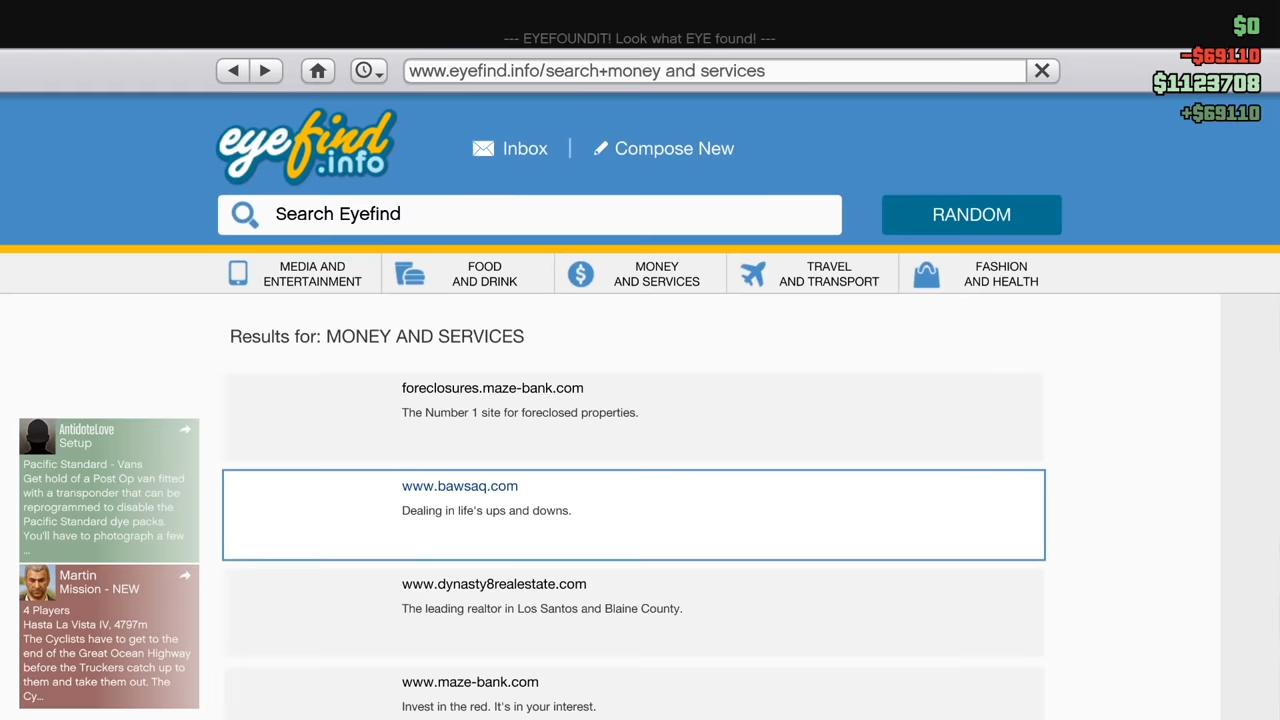 --- EYEFOUNDIT! Look what EYE found! ---
$0
-$69110
$1123708
+$69110
www.eyefind.info/search+money and services
eyefind
.info
Inbox
Compose New
Search Eyefind
RANDOM
MEDIA AND
ENTERTAINMENT
FOOD
AND DRINK
MONEY
AND SERVICES
TRAVEL
AND TRANSPORT
FASHION
AND HEALTH
Results for: MONEY AND SERVICES
foreclosures.maze-bank.com
The Number 1 site for foreclosed properties.
www.bawsaq.com
Dealing in life's ups and downs.
www.dynasty8realestate.com
The leading realtor in Los Santos and Blaine County.
www.maze-bank.com
Invest in the red. It's in your interest.
AntidoteLove
Setup
Pacific Standard - Vans
Get hold of a Post Op van fitted
with a transponder that can be
reprogrammed to disable the
Pacific Standard dye packs.
You'll have to photograph a few
...
Martin
Mission - NEW
4 Players
Hasta La Vista IV, 4797m
The Cyclists have to get to the
end of the Great Ocean Highway
before the Truckers catch up to
them and take them out. The
Cy...